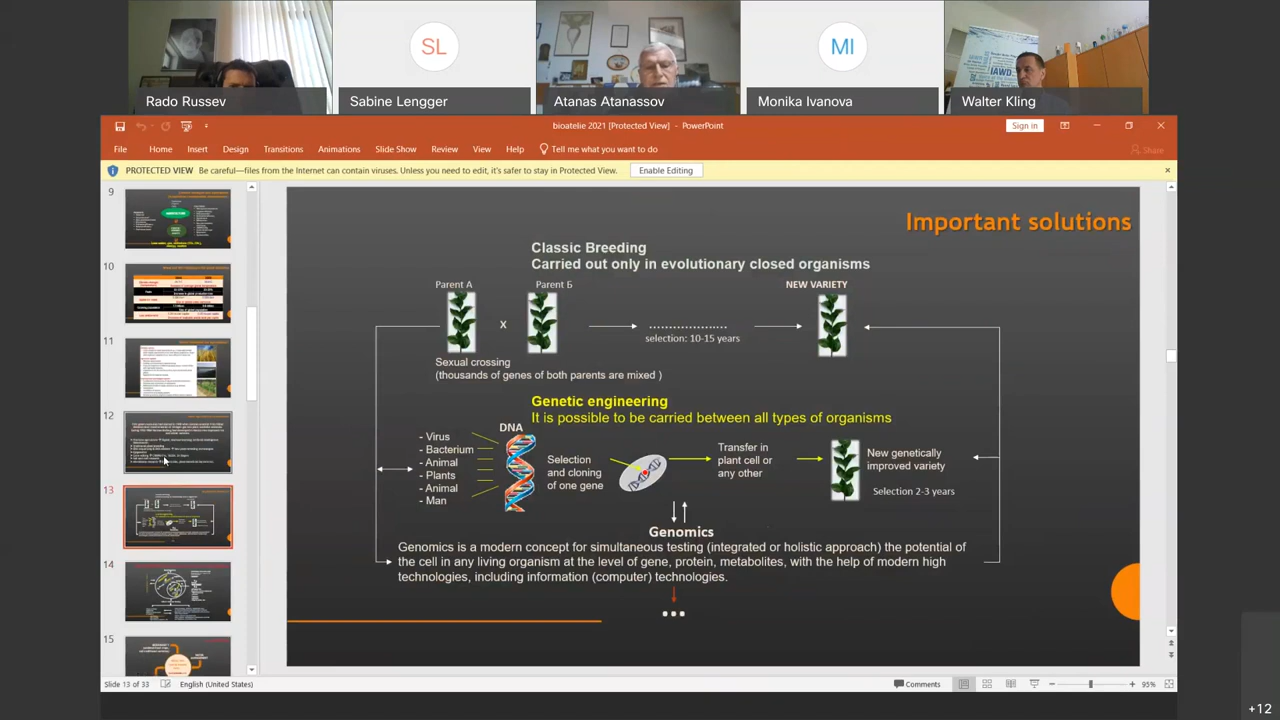 SL
MI
IAWD
Rado Russev
Sabine Lengger
Atanas Atanassov
Monika Ivanova
Walter Kling
bioatelie 2021 [Protected View] - PowerPoint
Sign in
File Home Insert Design Transitions Animations Slide Show Review View Help Tell me what you want to do
Share
PROTECTED VIEW Be careful—files from the Internet can contain viruses. Unless you need to edit, it's safer to stay in Protected View.
Enable Editing
9
10
11
12
13
14
15
Important solutions
Classic Breeding
Carried out only in evolutionary closed organisms
Parent A
Parent Б
NEW VARIETY
X
selection: 10-15 years
Sexual crossing
(thousands of genes of both parents are mixed )
Genetic engineering
It is possible to be carried between all types of organisms
DNA
- Virus
- Bacterium
- Animal
- Plants
- Animal
- Man
Selection
and cloning
of one gene
Transfer in
plant cell or
any other
New genetically
improved variety
Selection 2-3 years
Genomics
Genomics is a modern concept for simultaneous testing (integrated or holistic approach) the potential of
the cell in any living organism at the level of gene, protein, metabolites, with the help of modern high
technologies, including information (computer) technologies.
Slide 13 of 33
English (United States)
Comments
95%
+12